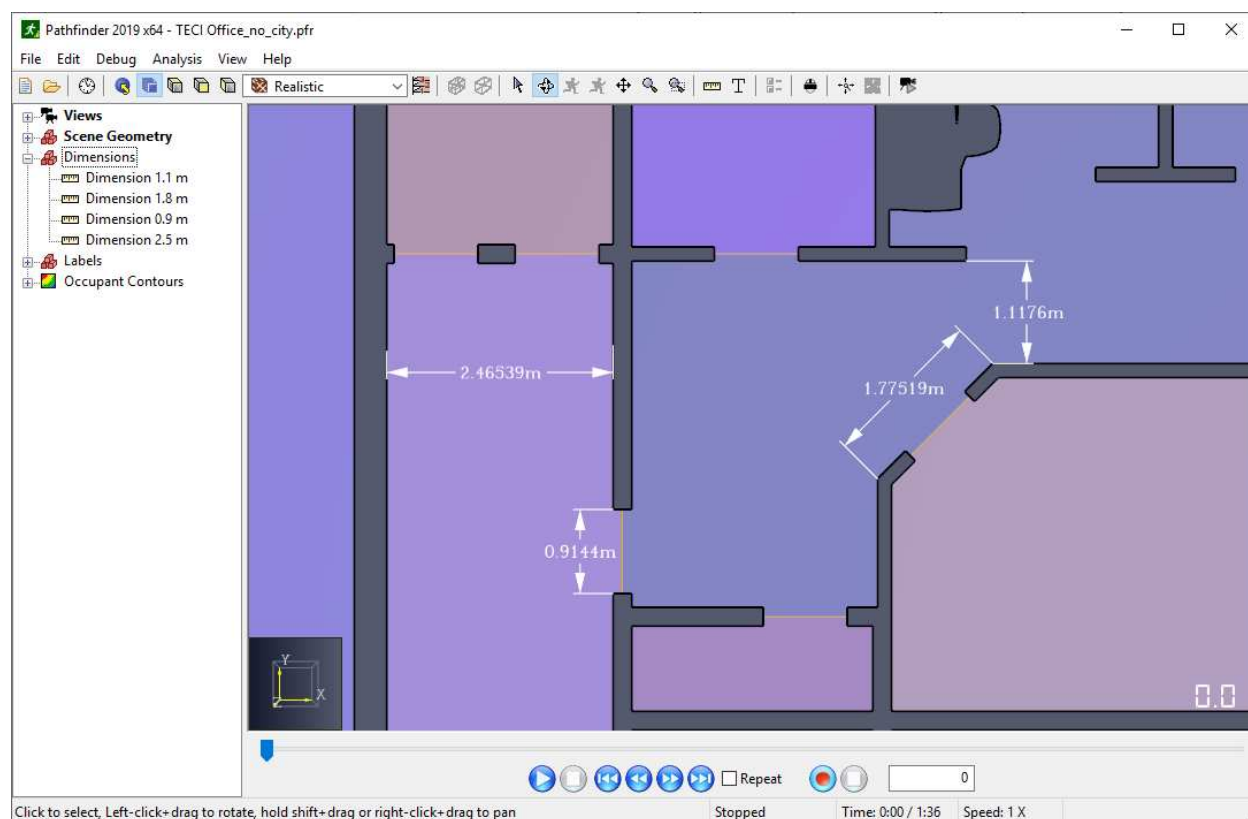 Pathfinder 2019 x64 - TECI Office_no_city.pfr
File Edit Debug Analysis View Help
Realistic
Views
Scene Geometry
Dimensions
Dimension 1.1 m
Dimension 1.8 m
Dimension 0.9 m
Dimension 2.5 m
Labels
Occupant Contours
1.1176m
2.46539m
1.77519m
0.9144m
Y
Z X
0.0
Repeat
0
Click to select, Left-click+drag to rotate, hold shift+drag or right-click+drag to pan Stopped Time: 0:00 / 1:36 Speed: 1 X